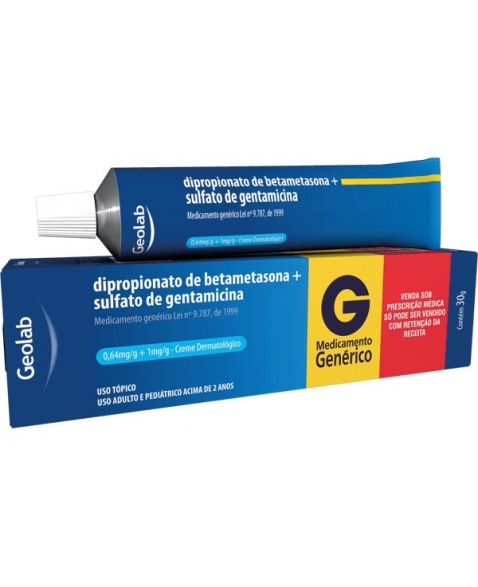 Geolab
dipropionato de betametasona +
sulfato de gentamicina
Medicamento genérico Lei nº 9.787, de 1999
0,64mg/g + 1mg/g - Creme Dermatológico
Geolab
dipropionato de betametasona +
sulfato de gentamicina
Medicamento genérico Lei nº 9.787, de 1999
0,64mg/g + 1mg/g - Creme Dermatológico
USO TÓPICO
USO ADULTO E PEDIÁTRICO ACIMA DE 2 ANOS
G
Medicamento
Genérico
VENDA SOB
PRESCRIÇÃO MÉDICA
SÓ PODE SER VENDIDO
COM RETENÇÃO DA
RECEITA
Contém 30g